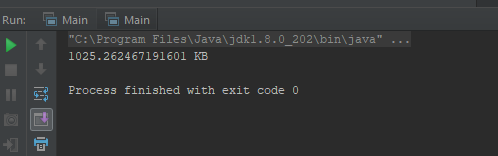 Run: Main Main
"C:\Program Files\Java\jdk1.8.0_202\bin\java" ...
1025.262467191601 KB
Process finished with exit code 0